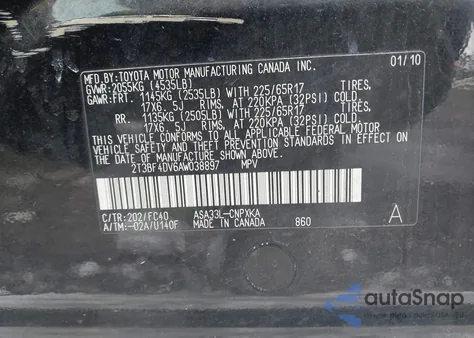 MFD.BY:TOYOTA MOTOR MANUFACTURING CANADA INC. 01/10
GVWR:2055KG (4535LB)
GAWR:FRT. 1145KG (2525LB) WITH 225/65R17 TIRES,
17X6. 5J RIMS, AT 220KPA (32PSI) COLD.
RR. 1135KG (2505LB) WITH 225/65R17 TIRES,
17X6. 5J RIMS, AT 220KPA (32PSI) COLD.
THIS VEHICLE CONFORMS TO ALL APPLICABLE FEDERAL MOTOR
VEHICLE SAFETY AND
THEFT PREVENTION STANDARDS IN EFFECT ON THE DATE OF
MANUFACTURE SHOWN ABOVE.
2T3BF4DV6AW038897 MPV
C/TR:202/FC40 ASA33L-CNPXKA A
A/TM:-02A/U140F MADE IN CANADA 860
autoSnap